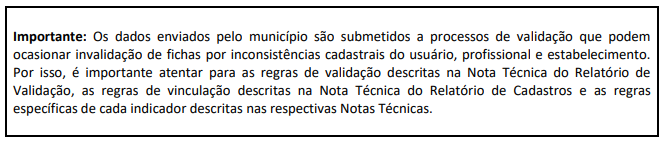 Importante: Os dados enviados pelo município são submetidos a processos de validação que podem
ocasionar invalidação de fichas por inconsistências cadastrais do usuário, profissional e estabelecimento.
Por isso, é importante atentar para as regras de validação descritas na Nota Técnica do Relatório de
Validação, as regras de vinculação descritas na Nota Técnica do Relatório de Cadastros e as regras
específicas de cada indicador descritas nas respectivas Notas Técnicas.